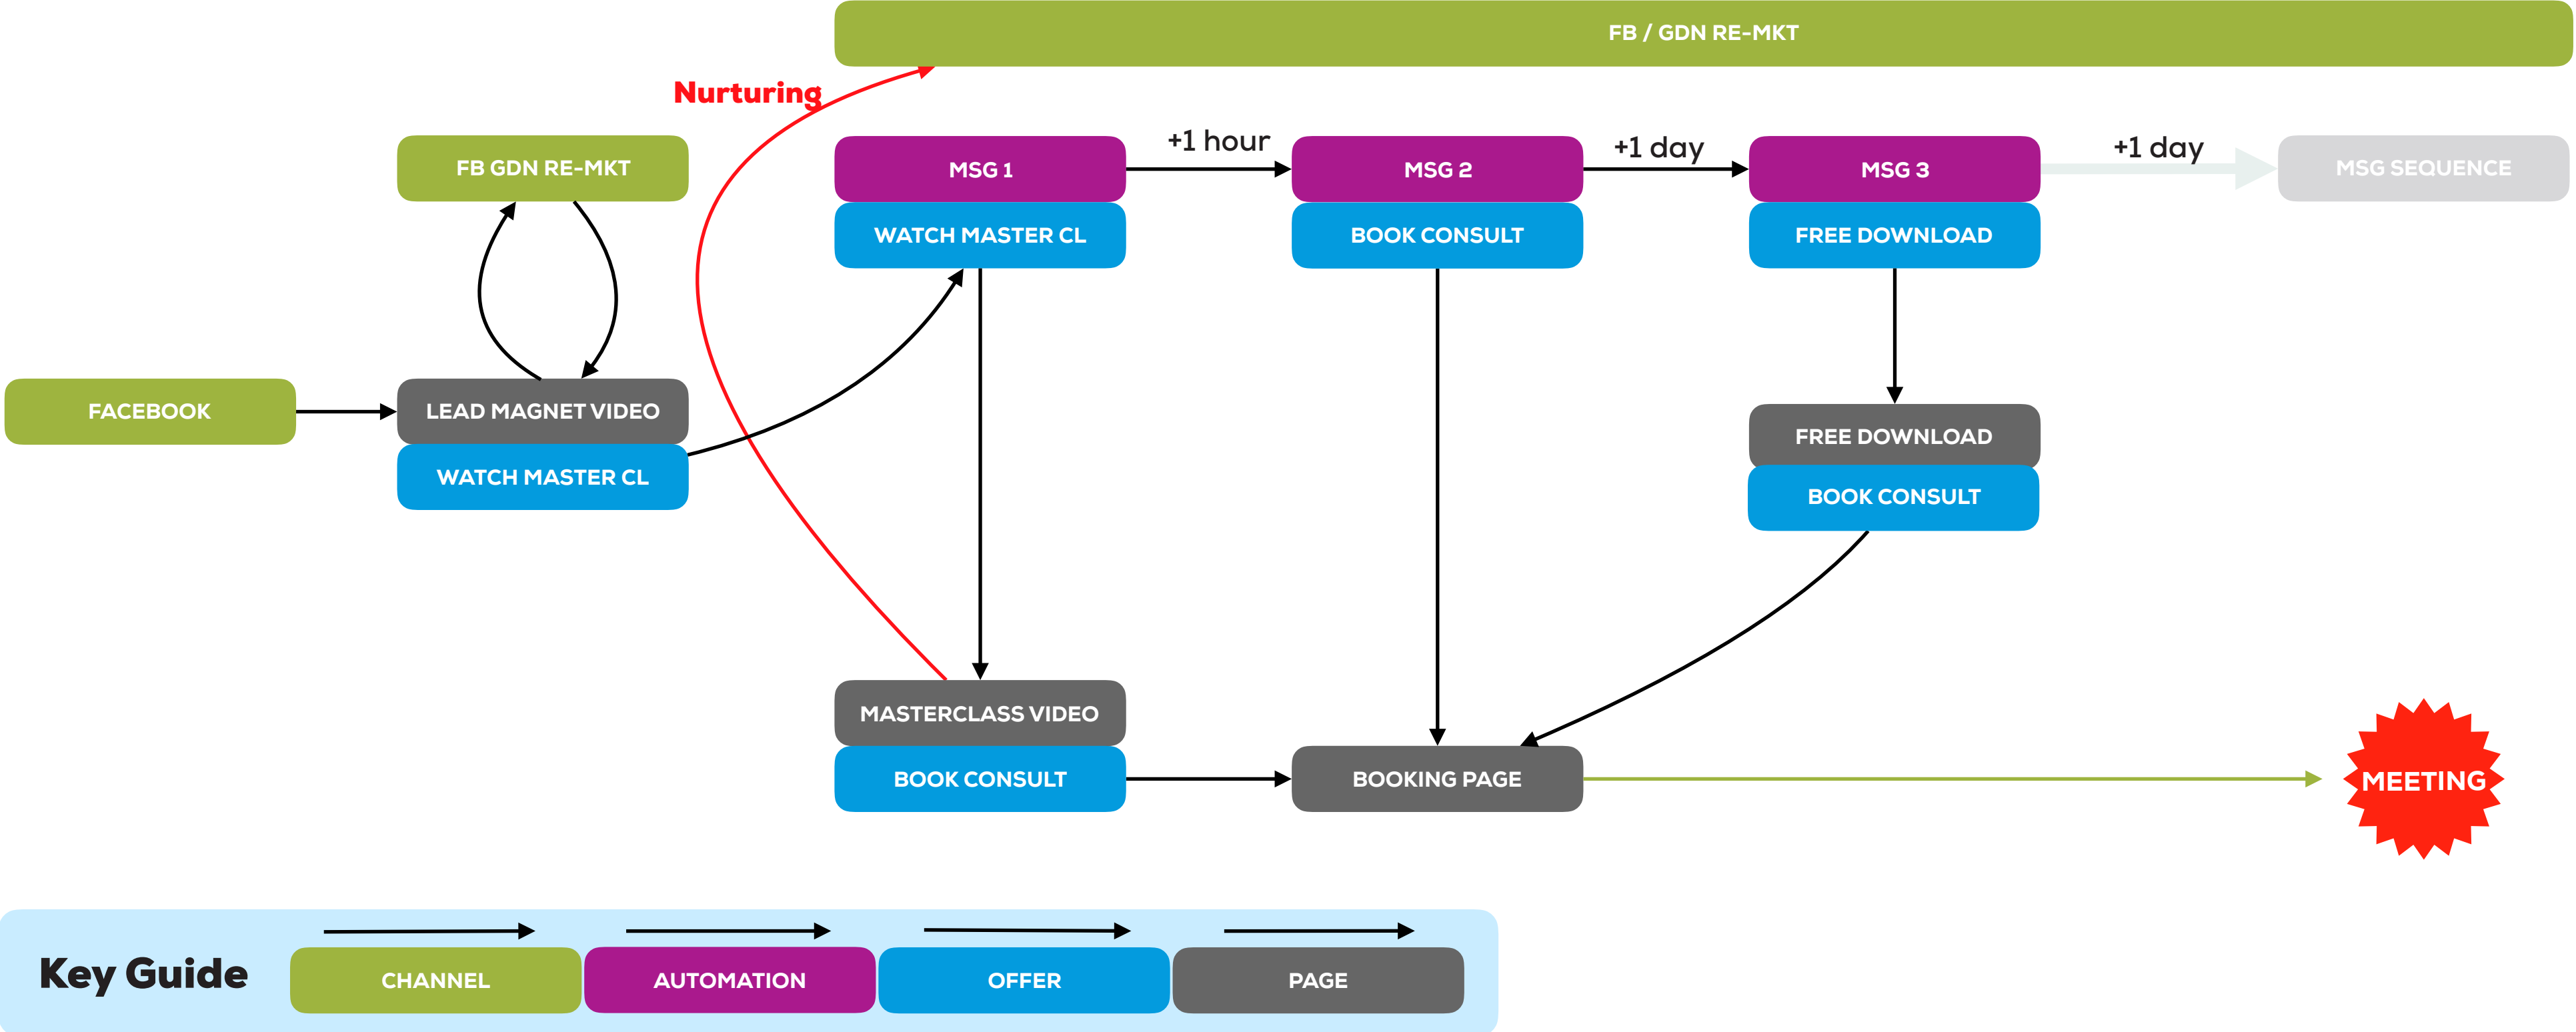 FB / GDN RE-MKT
Nurturing
FB GDN RE-MKT
MSG 1
+1 hour
MSG 2
+1 day
MSG 3
+1 day
MSG SEQUENCE
WATCH MASTER CL
BOOK CONSULT
FREE DOWNLOAD
FACEBOOK
LEAD MAGNET VIDEO
WATCH MASTER CL
FREE DOWNLOAD
BOOK CONSULT
MASTERCLASS VIDEO
BOOK CONSULT
BOOKING PAGE
MEETING
Key Guide
CHANNEL
AUTOMATION
OFFER
PAGE